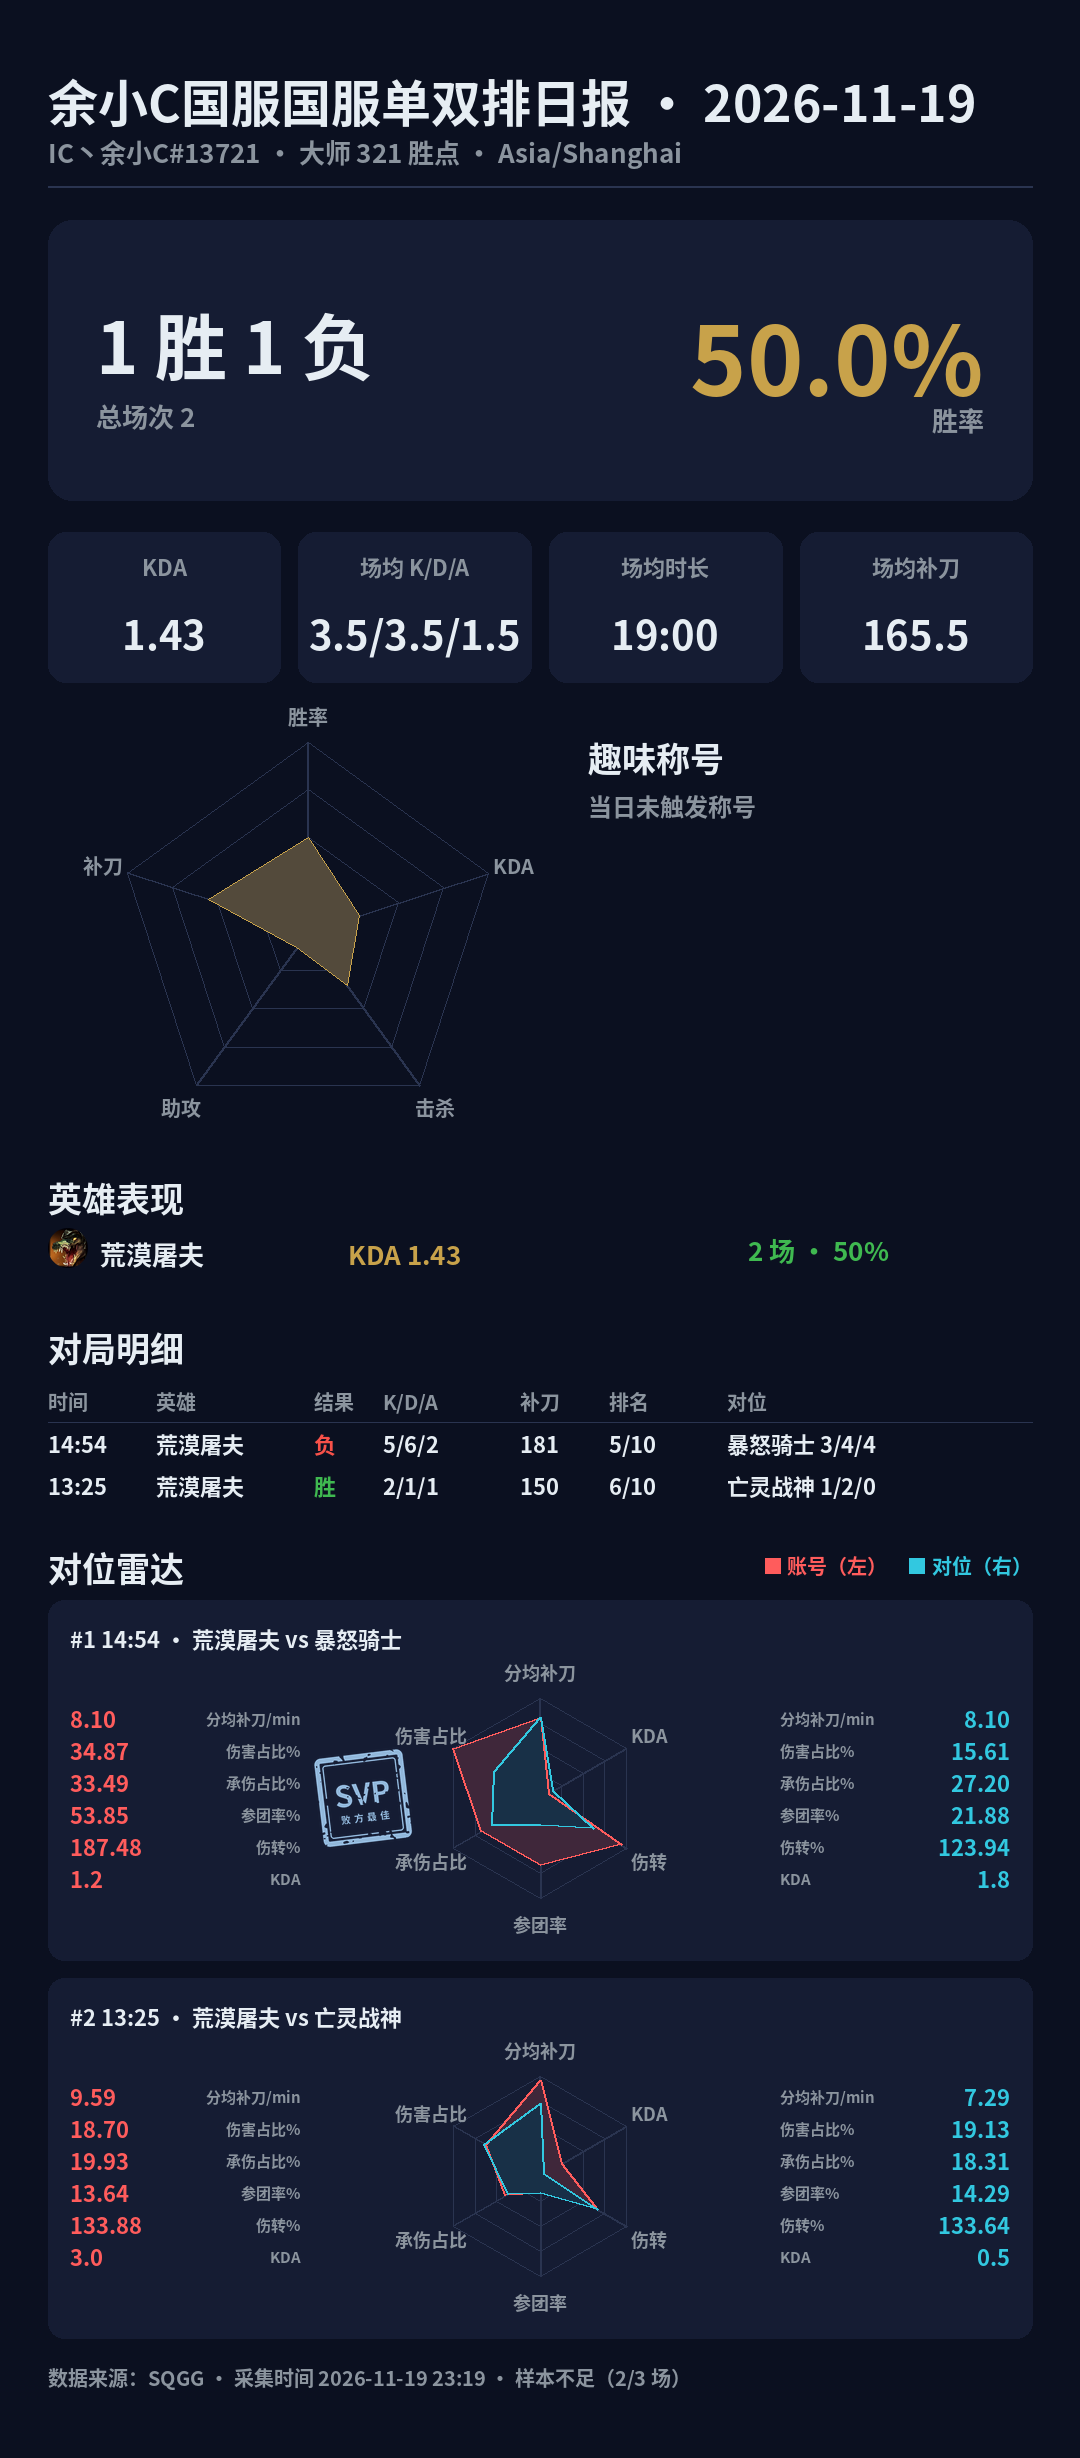 余小C国服国服单双排日报 · 2026-11-19
IC丶余小C#13721 · 大师 321 胜点 · Asia/Shanghai
1 胜 1 负
总场次 2
50.0%
胜率
KDA
1.43
场均 K/D/A
3.5/3.5/1.5
场均时长
19:00
场均补刀
165.5
胜率
补刀
KDA
助攻
击杀
趣味称号
当日未触发称号
英雄表现
荒漠屠夫 KDA 1.43 2 场 · 50%
对局明细
时间 英雄 结果 K/D/A 补刀 排名 对位
14:54 荒漠屠夫 负 5/6/2 181 5/10 暴怒骑士 3/4/4
13:25 荒漠屠夫 胜 2/1/1 150 6/10 亡灵战神 1/2/0
对位雷达
账号（左） 对位（右）
#1 14:54 · 荒漠屠夫 vs 暴怒骑士
8.10 分均补刀/min
34.87 伤害占比%
33.49 承伤占比%
53.85 参团率%
187.48 伤转%
1.2 KDA
SVP
败方最佳
分均补刀
伤害占比
KDA
承伤占比
伤转
参团率
分均补刀/min 8.10
伤害占比% 15.61
承伤占比% 27.20
参团率% 21.88
伤转% 123.94
KDA 1.8
#2 13:25 · 荒漠屠夫 vs 亡灵战神
9.59 分均补刀/min
18.70 伤害占比%
19.93 承伤占比%
13.64 参团率%
133.88 伤转%
3.0 KDA
分均补刀
伤害占比
KDA
承伤占比
伤转
参团率
分均补刀/min 7.29
伤害占比% 19.13
承伤占比% 18.31
参团率% 14.29
伤转% 133.64
KDA 0.5
数据来源：SQGG · 采集时间 2026-11-19 23:19 · 样本不足（2/3 场）